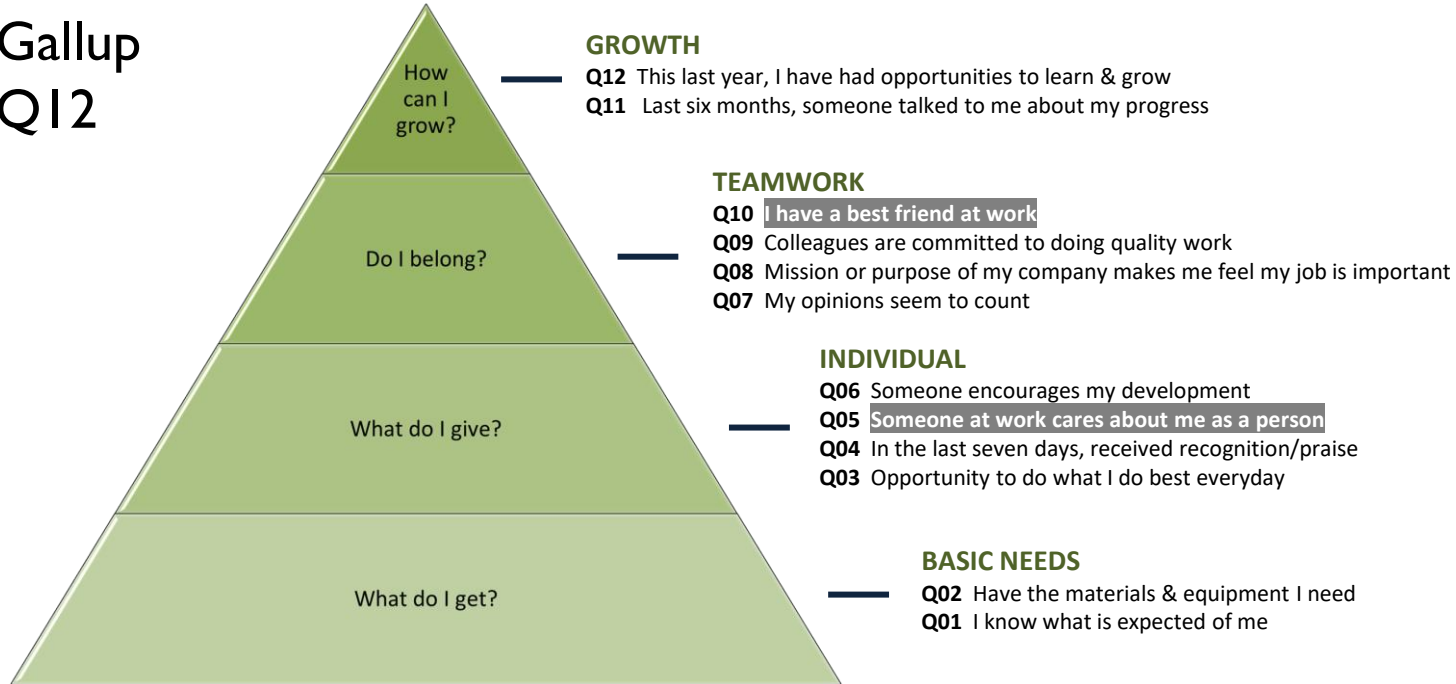 Gallup
Q12
How
can I
grow?
GROWTH
Q12 This last year, I have had opportunities to learn & grow
Q11 Last six months, someone talked to me about my progress
Do I belong?
TEAMWORK
Q10 I have a best friend at work
Q09 Colleagues are committed to doing quality work
Q08 Mission or purpose of my company makes me feel my job is important
Q07 My opinions seem to count
What do I give?
INDIVIDUAL
Q06 Someone encourages my development
Q05 Someone at work cares about me as a person
Q04 In the last seven days, received recognition/praise
Q03 Opportunity to do what I do best everyday
What do I get?
BASIC NEEDS
Q02 Have the materials & equipment I need
Q01 I know what is expected of me